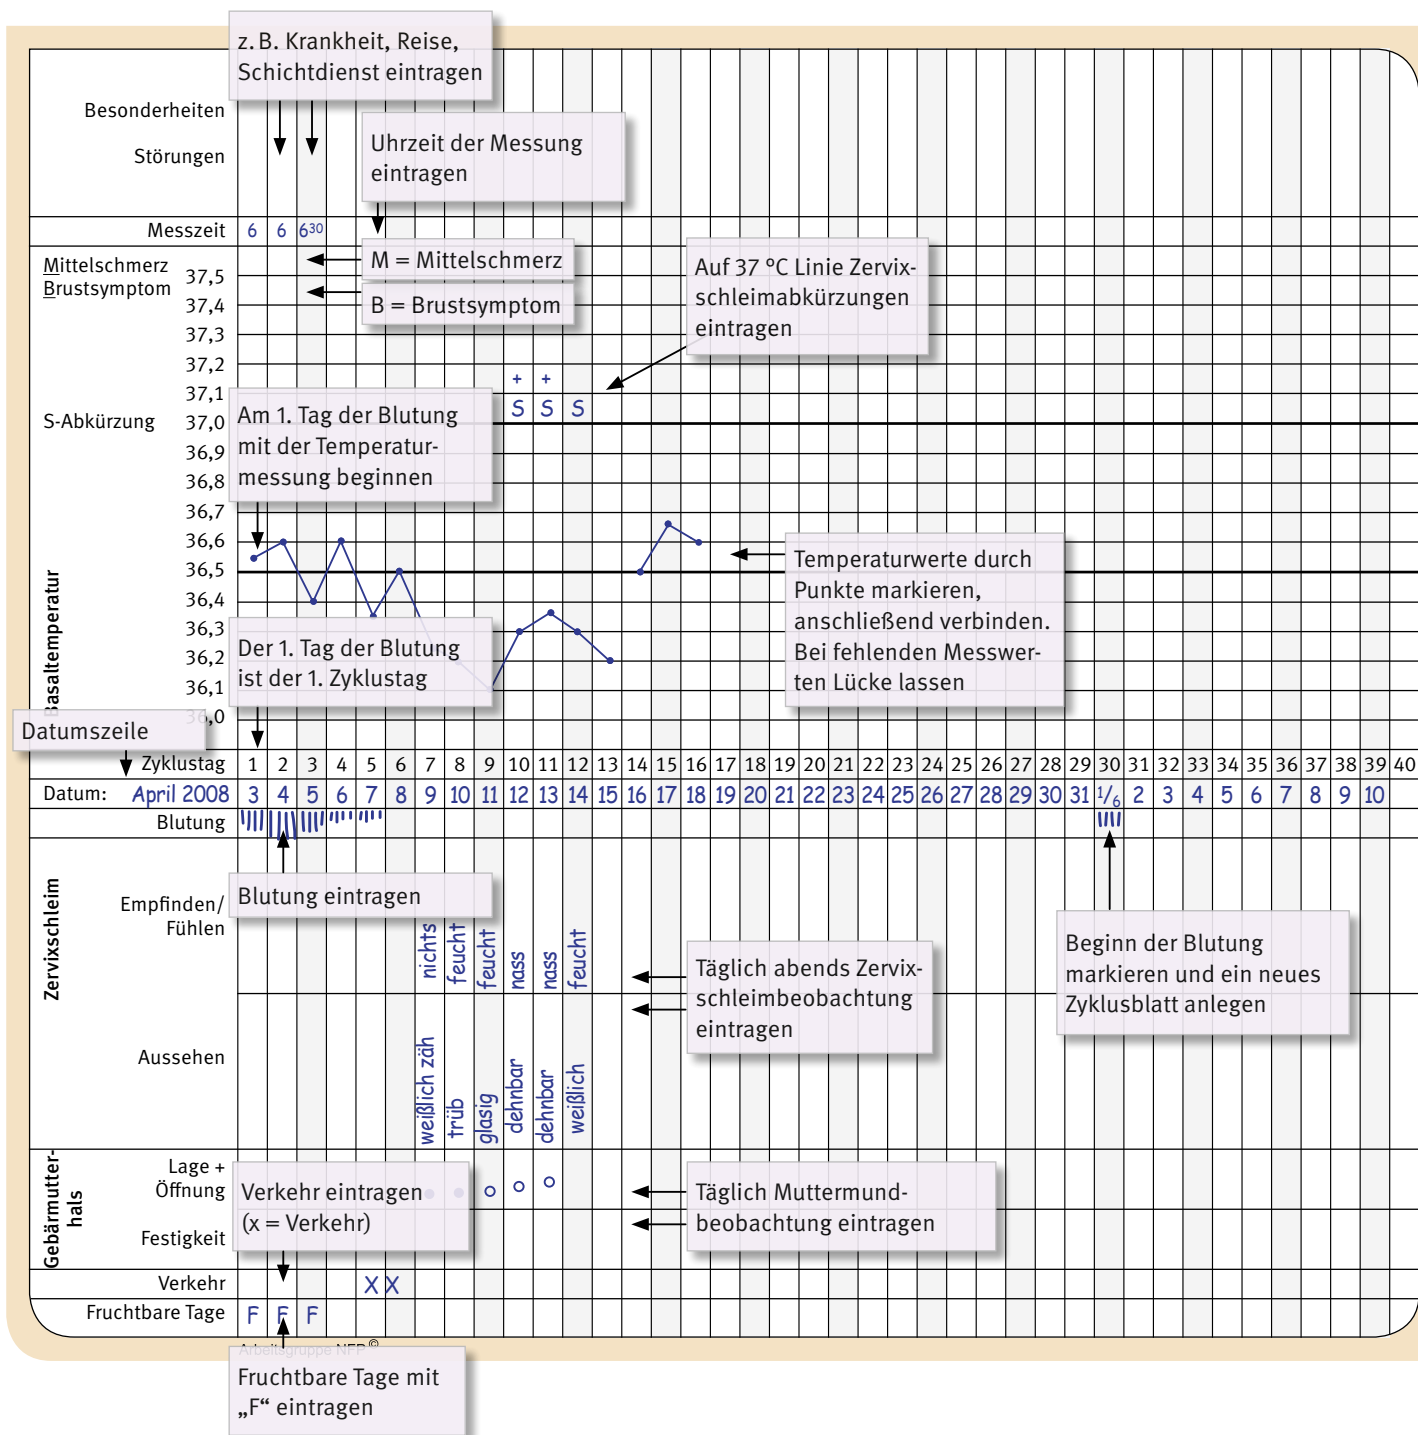 z. B. Krankheit, Reise,
Schichtdienst eintragen
Besonderheiten
Störungen
Uhrzeit der Messung
eintragen
Messzeit 6 6 6³⁰
Mittelschmerz
Brustsymptom
M = Mittelschmerz
B = Brustsymptom
Auf 37 °C Linie Zervix-
schleimabkürzungen
eintragen
37,5
37,4
37,3
37,2
37,1
+ +
S-Abkürzung 37,0
S S S
Am 1. Tag der Blutung
mit der Temperatur-
messung beginnen
36,9
36,8
36,7
36,6
36,5
36,4
36,3
36,2
36,1
36,0
Basaltemperatur
Temperaturwerte durch
Punkte markieren,
anschließend verbinden.
Bei fehlenden Messwer-
ten Lücke lassen
Der 1. Tag der Blutung
ist der 1. Zyklustag
Datumszeile
Zyklustag 1 2 3 4 5 6 7 8 9 10 11 12 13 14 15 16 17 18 19 20 21 22 23 24 25 26 27 28 29 30 31 32 33 34 35 36 37 38 39 40
Datum: April 2008 3 4 5 6 7 8 9 10 11 12 13 14 15 16 17 18 19 20 21 22 23 24 25 26 27 28 29 30 31 1/6 2 3 4 5 6 7 8 9 10
Blutung
Blutung eintragen
Zervixschleim
Empfinden/
Fühlen
nichts
feucht
feucht
nass
nass
feucht
Täglich abends Zervix-
schleimbeobachtung
eintragen
Beginn der Blutung
markieren und ein neues
Zyklusblatt anlegen
Aussehen
weißlich zäh
trüb
glasig
dehnbar
dehnbar
weißlich
Gebärmutter-
hals
Lage +
Öffnung
Festigkeit
Verkehr eintragen
(x = Verkehr)
Täglich Muttermund-
beobachtung eintragen
Verkehr X X
Fruchtbare Tage F F F
Arbeitsgruppe NFP ©
Fruchtbare Tage mit
„F“ eintragen